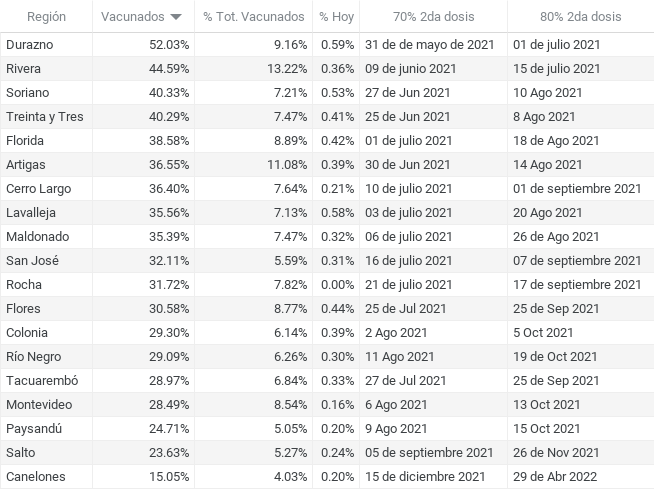 Región Vacunados % Tot. Vacunados % Hoy 70% 2da dosis 80% 2da dosis
Durazno 52.03% 9.16% 0.59% 31 de de mayo de 2021 01 de julio 2021
Rivera 44.59% 13.22% 0.36% 09 de junio 2021 15 de julio 2021
Soriano 40.33% 7.21% 0.53% 27 de Jun 2021 10 Ago 2021
Treinta y Tres 40.29% 7.47% 0.41% 25 de Jun 2021 8 Ago 2021
Florida 38.58% 8.89% 0.42% 01 de julio 2021 18 de Ago 2021
Artigas 36.55% 11.08% 0.39% 30 de Jun 2021 14 Ago 2021
Cerro Largo 36.40% 7.64% 0.21% 10 de julio 2021 01 de septiembre 2021
Lavalleja 35.56% 7.13% 0.58% 03 de julio 2021 20 Ago 2021
Maldonado 35.39% 7.47% 0.32% 06 de julio 2021 26 de Ago 2021
San José 32.11% 5.59% 0.31% 16 de julio 2021 07 de septiembre 2021
Rocha 31.72% 7.82% 0.00% 21 de julio 2021 17 de septiembre 2021
Flores 30.58% 8.77% 0.44% 25 de Jul 2021 25 de Sep 2021
Colonia 29.30% 6.14% 0.39% 2 Ago 2021 5 Oct 2021
Río Negro 29.09% 6.26% 0.30% 11 Ago 2021 19 de Oct 2021
Tacuarembó 28.97% 6.84% 0.33% 27 de Jul 2021 25 de Sep 2021
Montevideo 28.49% 8.54% 0.16% 6 Ago 2021 13 Oct 2021
Paysandú 24.71% 5.05% 0.20% 9 Ago 2021 15 Oct 2021
Salto 23.63% 5.27% 0.24% 05 de septiembre 2021 26 de Nov 2021
Canelones 15.05% 4.03% 0.20% 15 de diciembre 2021 29 de Abr 2022